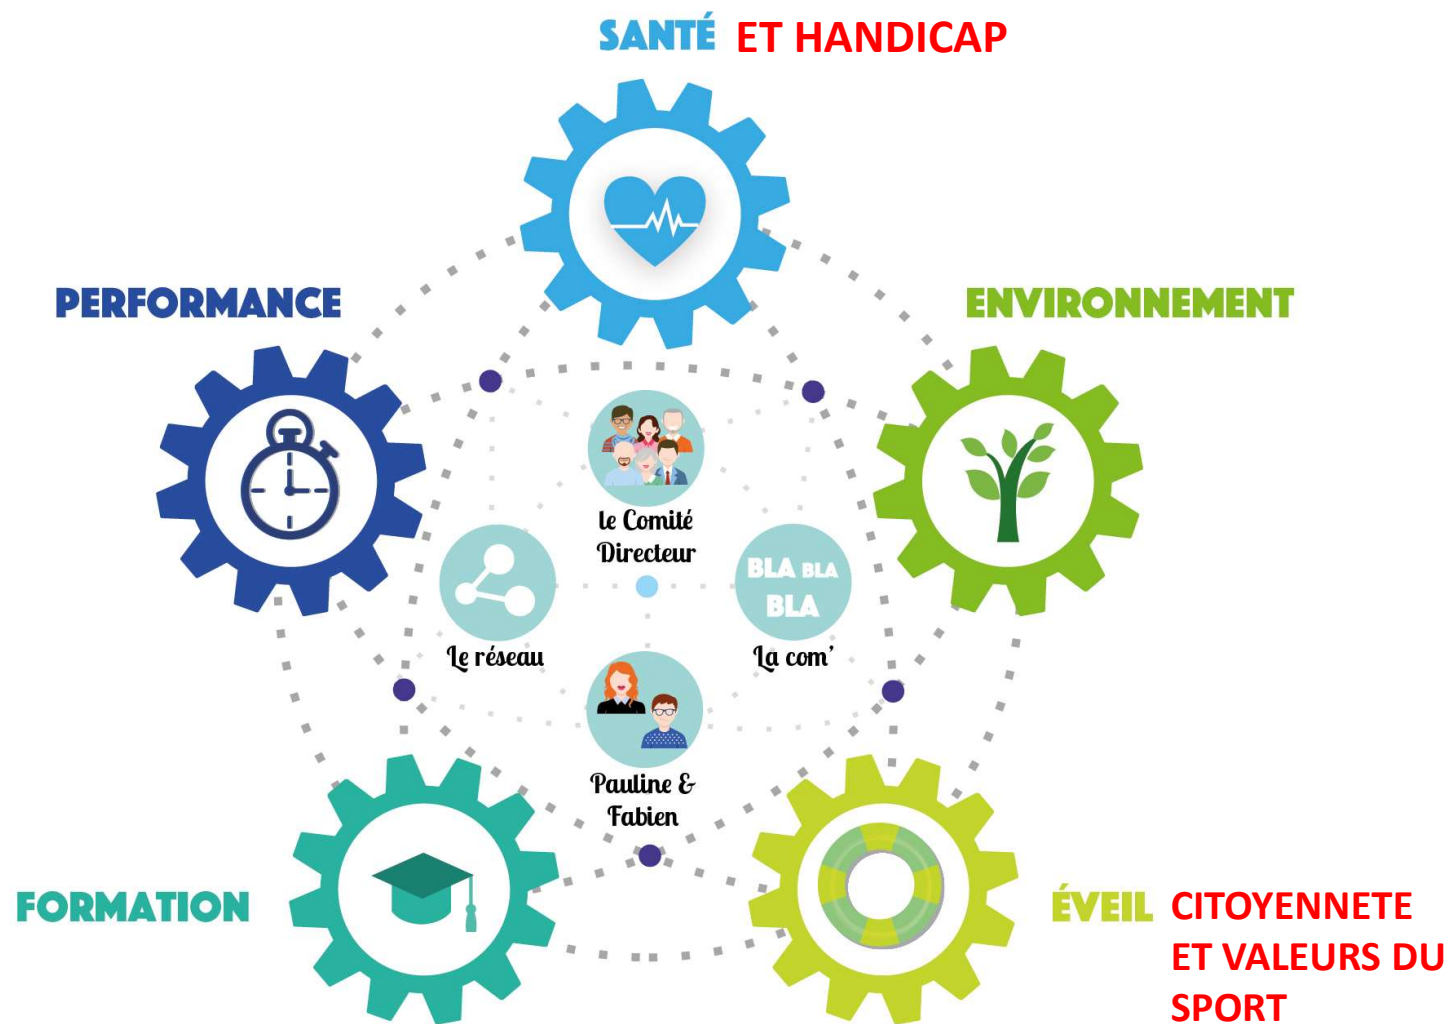 SANTÉ ET HANDICAP
PERFORMANCE
ENVIRONNEMENT
le Comité
Directeur
BLA BLA
BLA
Le réseau
La com’
Pauline &
Fabien
FORMATION
ÉVEIL CITOYENNETE
ET VALEURS DU
SPORT